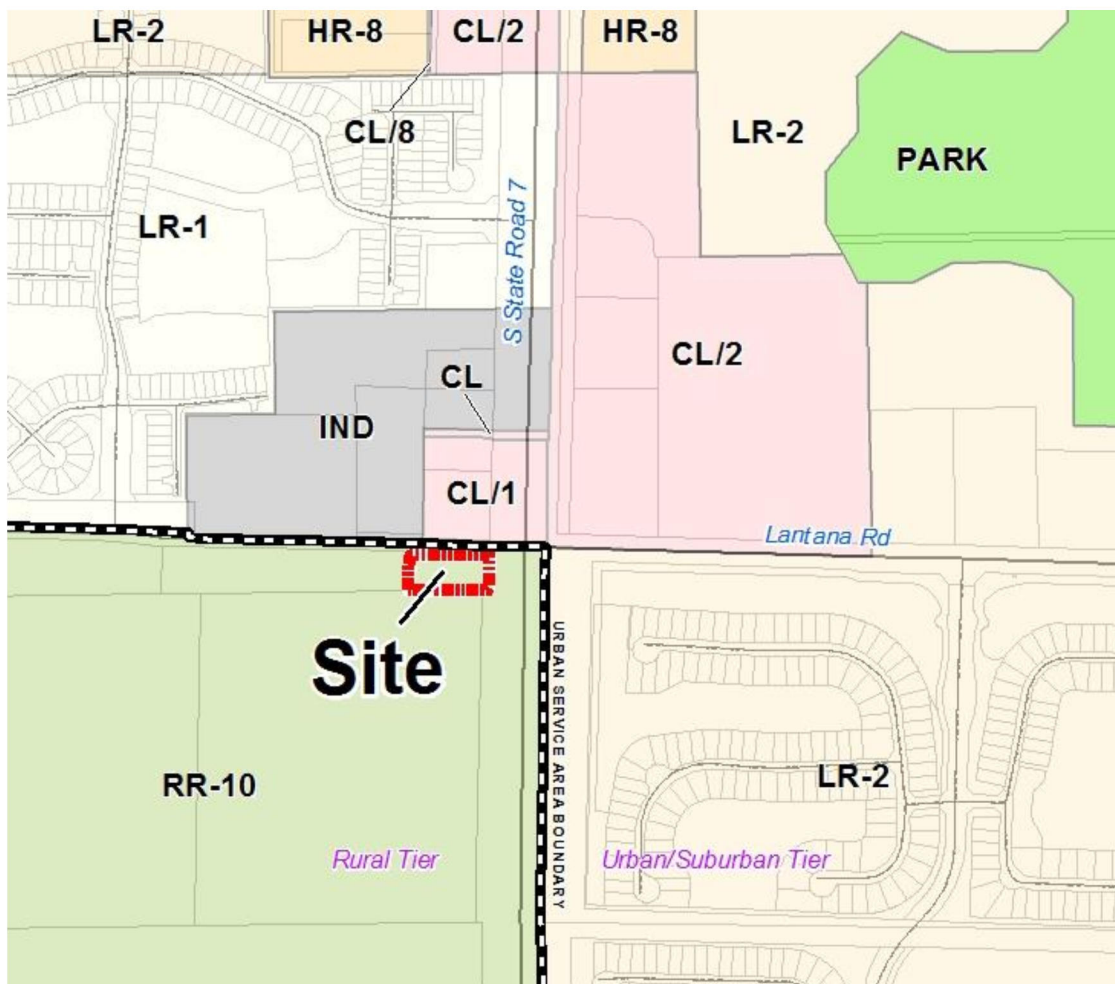 LR-2
HR-8
CL/2
HR-8
CL/8
LR-2
PARK
LR-1
S State Road 7
CL/2
CL
IND
CL/1
Lantana Rd
Site
URBAN SERVICE AREA BOUNDARY
RR-10
LR-2
Rural Tier
Urban/Suburban Tier